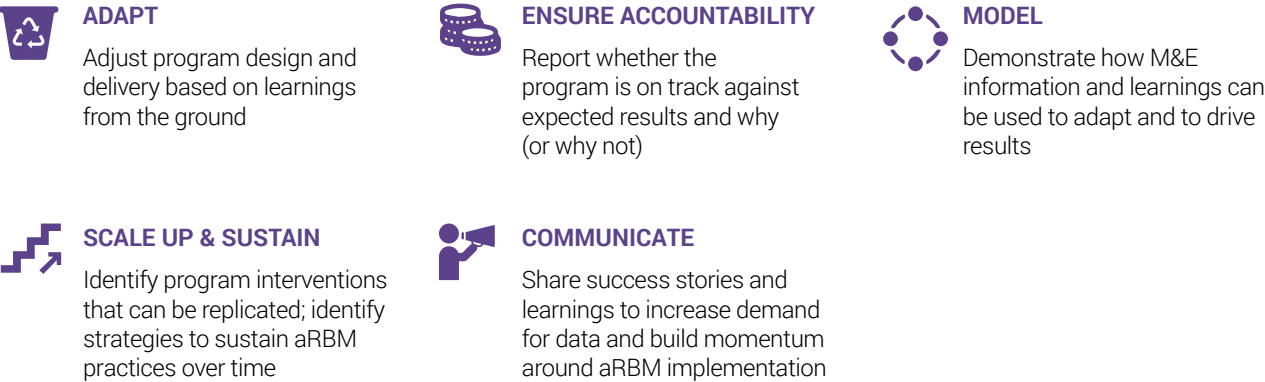 ADAPT
Adjust program design and
delivery based on learnings
from the ground
ENSURE ACCOUNTABILITY
Report whether the
program is on track against
expected results and why
(or why not)
MODEL
Demonstrate how M&E
information and learnings can
be used to adapt and to drive
results
SCALE UP & SUSTAIN
Identify program interventions
that can be replicated; identify
strategies to sustain aRBM
practices over time
COMMUNICATE
Share success stories and
learnings to increase demand
for data and build momentum
around aRBM implementation